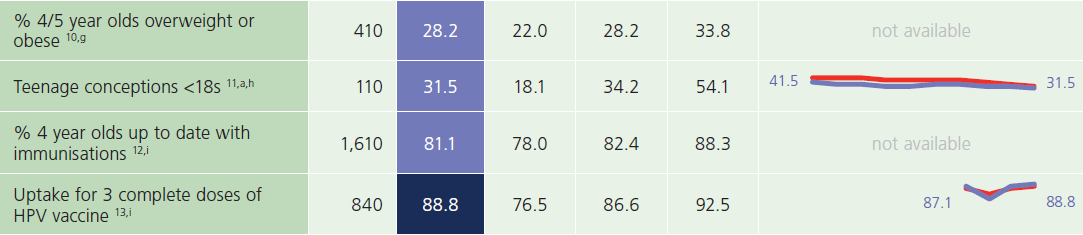 % 4/5 year olds overweight or
obese 10,g 410 28.2 22.0 28.2 33.8 not available
Teenage conceptions <18s 11,a,h 110 31.5 18.1 34.2 54.1 41.5 31.5
% 4 year olds up to date with
immunisations 12,i 1,610 81.1 78.0 82.4 88.3 not available
Uptake for 3 complete doses of
HPV vaccine 13,i 840 88.8 76.5 86.6 92.5 87.1 88.8